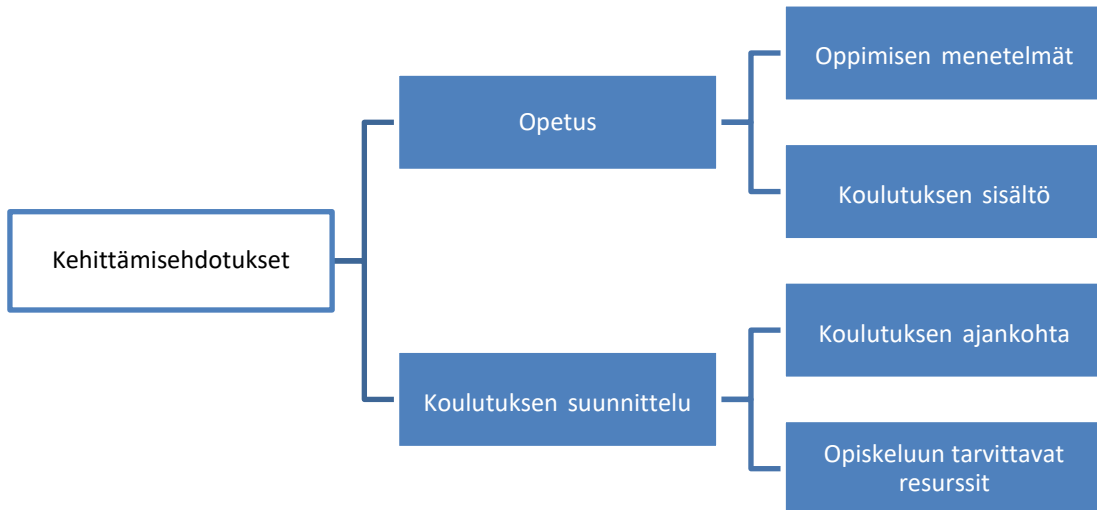 Kehittämisehdotukset
Opetus
Oppimisen menetelmät
Koulutuksen sisältö
Koulutuksen suunnittelu
Koulutuksen ajankohta
Opiskeluun tarvittavat
resurssit